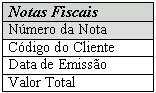 Notas Fiscais
Número da Nota
Código do Cliente
Data de Emissão
Valor Total